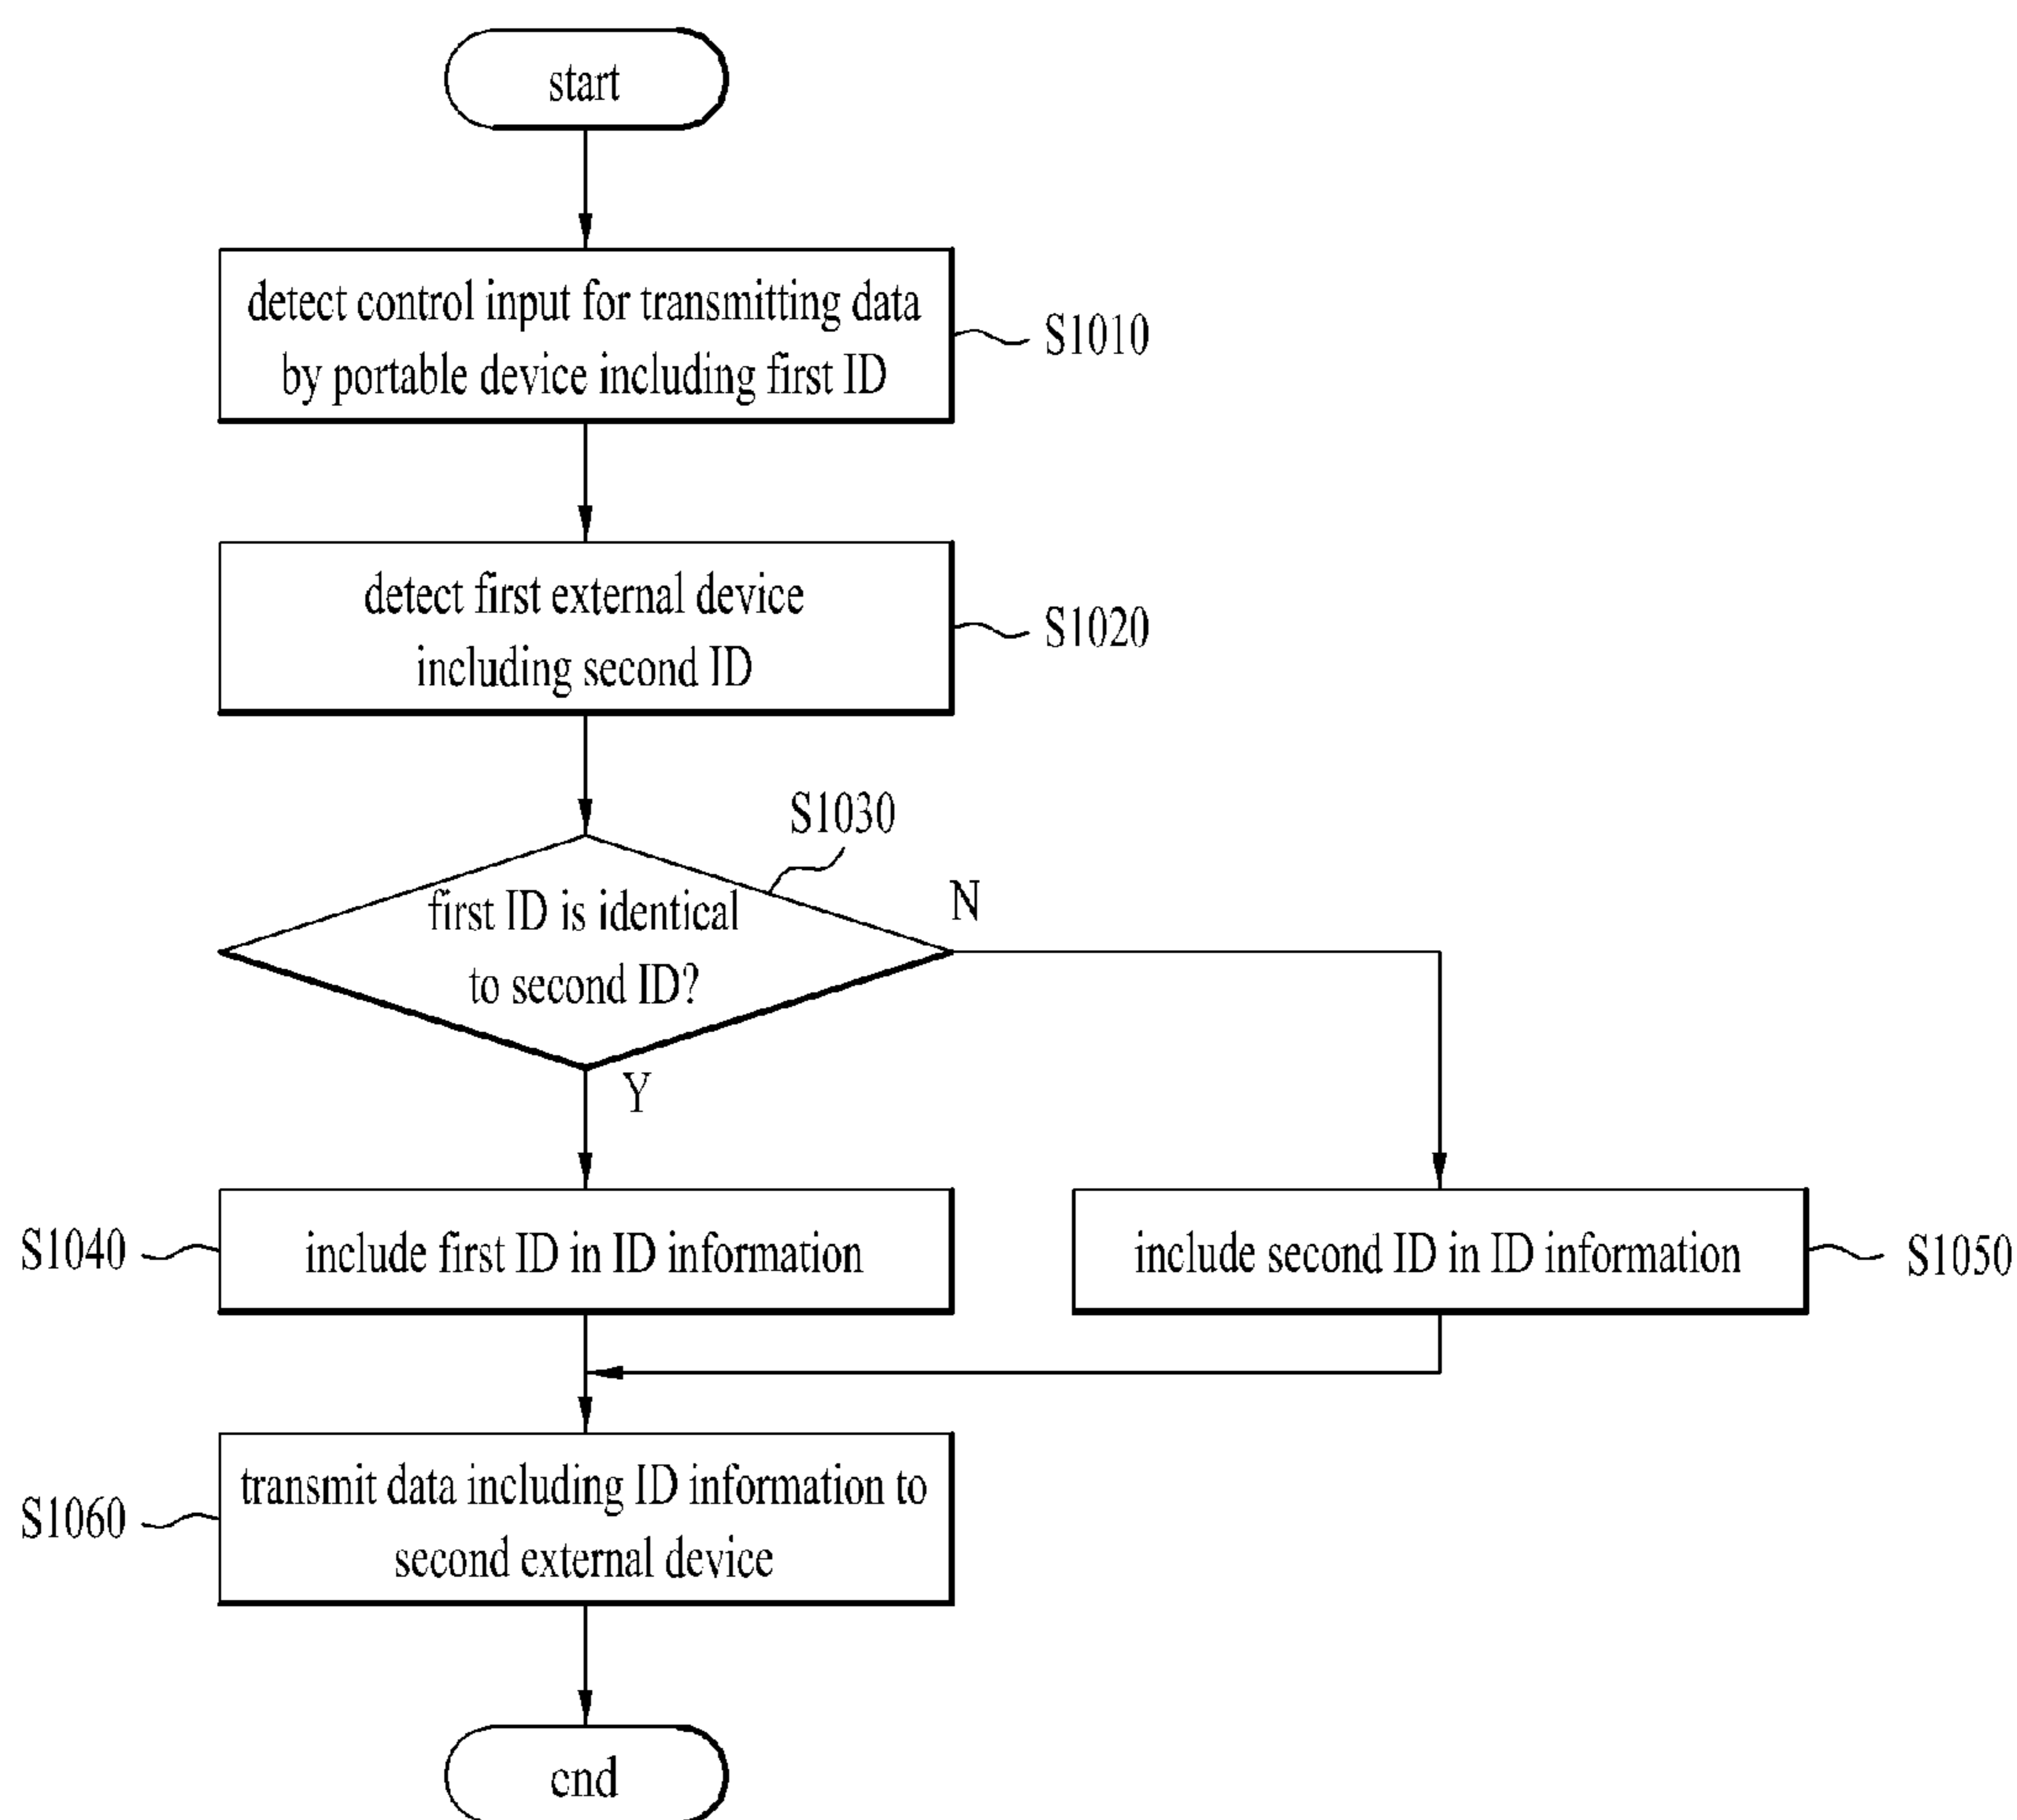 start
detect control input for transmitting data
by portable device including first ID
S1010
detect first external device
including second ID
S1020
S1030
first ID is identical
to second ID?
N
Y
S1040
include first ID in ID information
include second ID in ID information
S1050
transmit data including ID information to
second external device
S1060
end